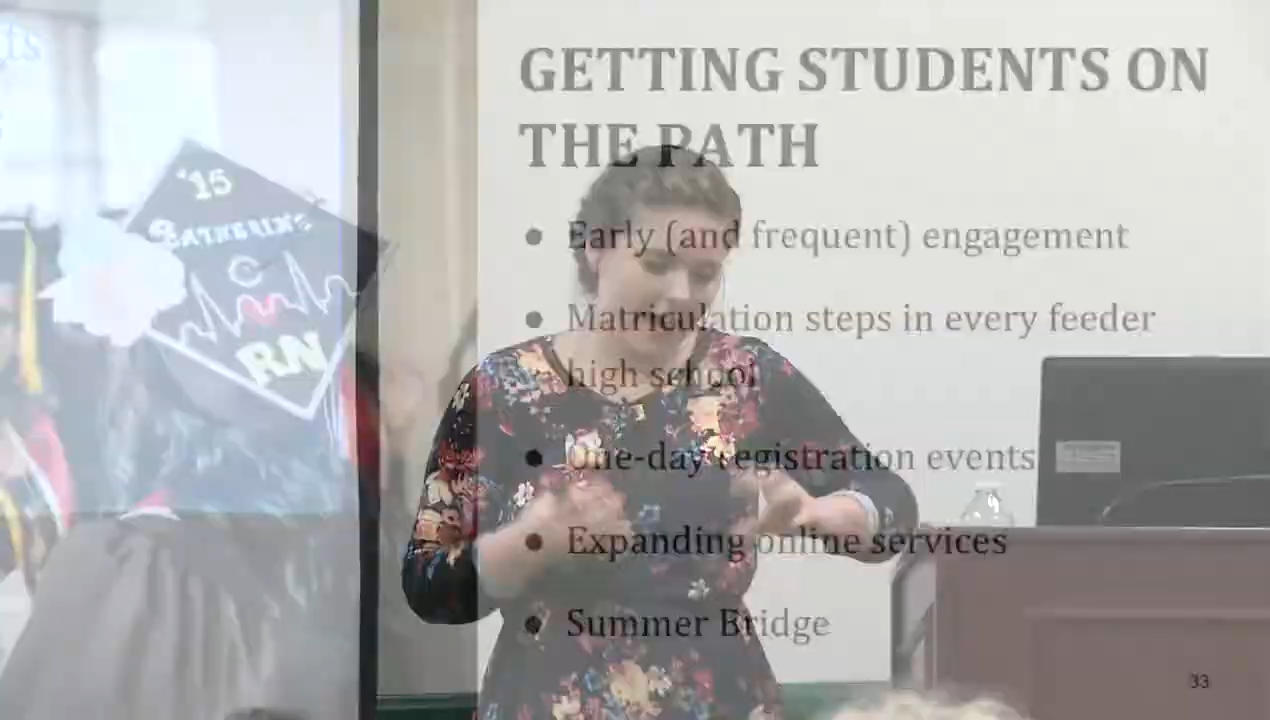 GETTING STUDENTS ON
THE PATH
• Early (and frequent) engagement
• Matriculation steps in every feeder
high school
• One-day registration events
• Expanding online services
• Summer Bridge
33
'15
RN